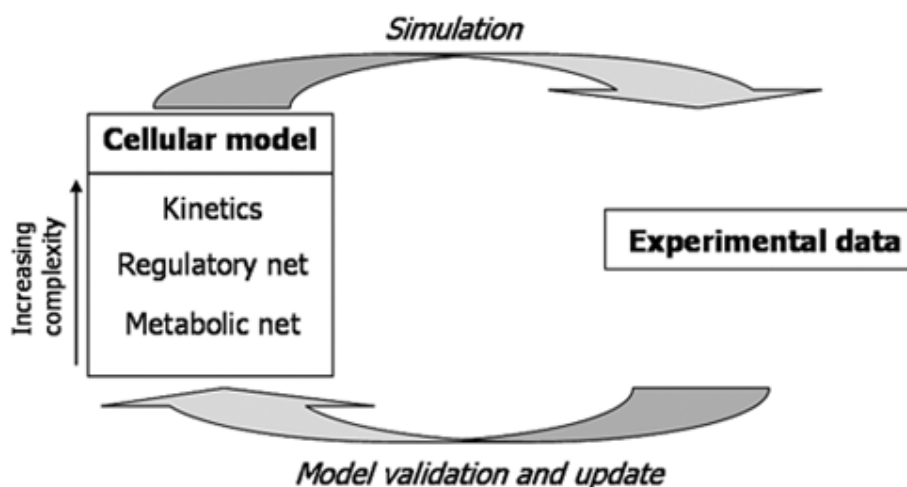 Simulation
Cellular model
Kinetics
Regulatory net
Metabolic net
Increasing
complexity
Experimental data
Model validation and update